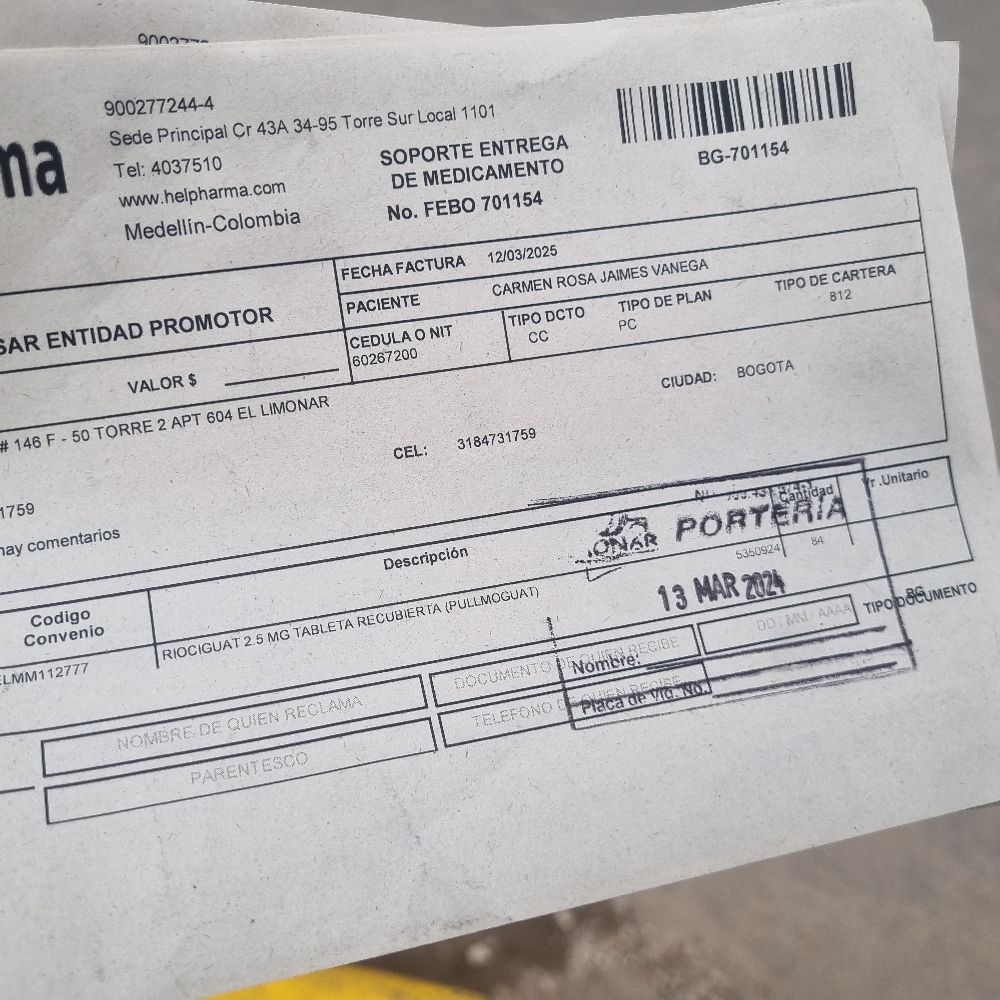 900277244-4
Sede Principal Cr 43A 34-95 Torre Sur Local 1101
Tel: 4037510
www.helpharma.com
Medellín-Colombia
ma
SOPORTE ENTREGA
DE MEDICAMENTO
No. FEBO 701154
BG-701154
FECHA FACTURA 12/03/2025
PACIENTE CARMEN ROSA JAIMES VANEGA
SAR ENTIDAD PROMOTOR
CEDULA O NIT TIPO DCTO TIPO DE PLAN TIPO DE CARTERA
60267200 CC PC 812
VALOR $
# 146 F - 50 TORRE 2 APT 604 EL LIMONAR
CIUDAD: BOGOTA
CEL: 3184731759
1759
hay comentarios
Codigo Convenio Descripción Cantidad Vr .Unitario
LMM112777 RIOCIGUAT 2.5 MG TABLETA RECUBIERTA (PULLMOGUAT) 5350924 84
ONAR PORTERÍA
13 MAR 2024
Nombre:
Placa de Vla. No.
NOMBRE DE QUIEN RECLAMA
DOCUMENTO DE QUIEN RECIBE
DD / MM / AAAA
TIPO DOCUMENTO
PARENTESCO
TELEFONO DE QUIEN RECIBE